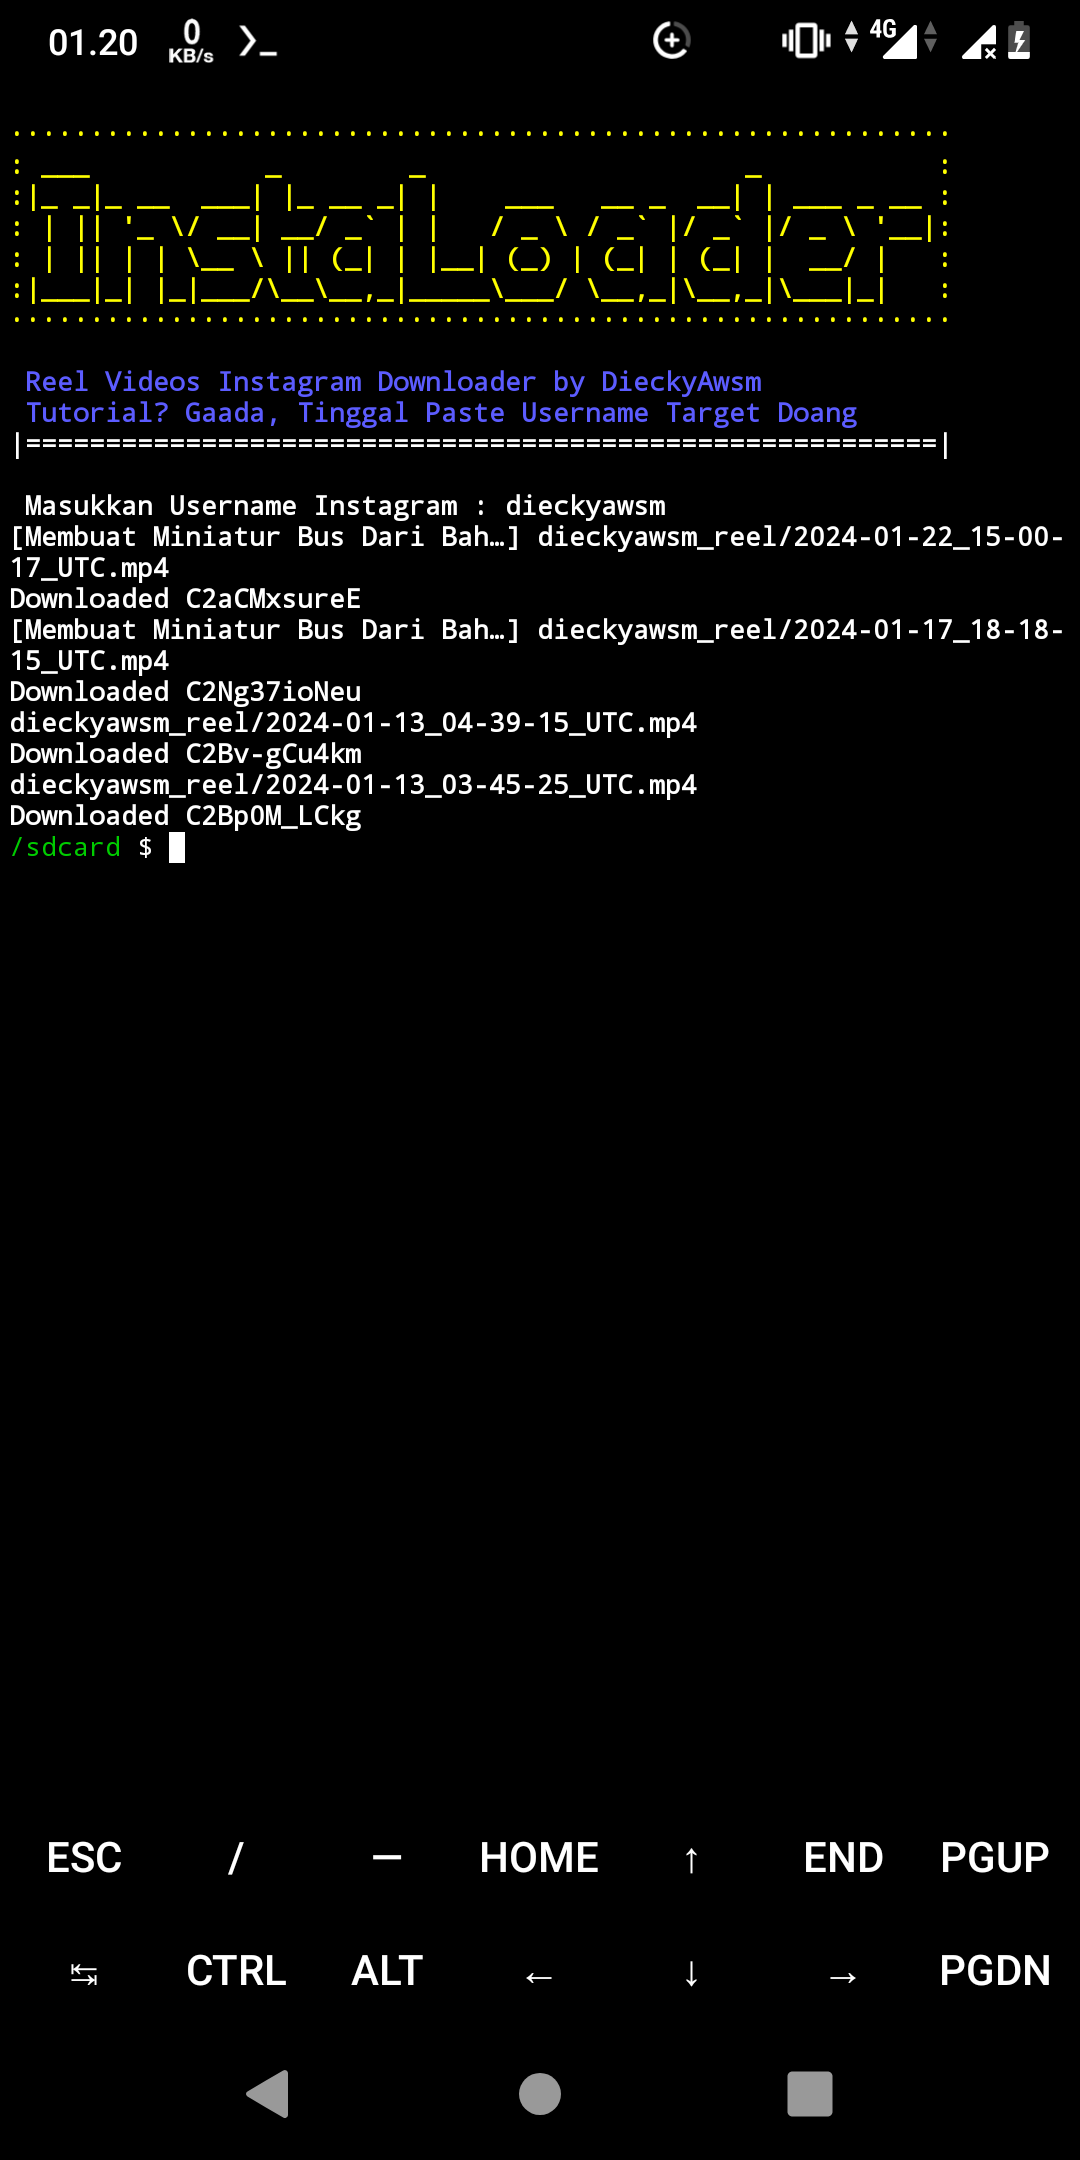 01.20 0 KB/s >_ 4G
InstaLoader
Reel Videos Instagram Downloader by DieckyAwsm
Tutorial? Gaada, Tinggal Paste Username Target Doang
|=========================================================|
Masukkan Username Instagram : dieckyawsm
[Membuat Miniatur Bus Dari Bah…] dieckyawsm_reel/2024-01-22_15-00-
17_UTC.mp4
Downloaded C2aCMxsureE
[Membuat Miniatur Bus Dari Bah…] dieckyawsm_reel/2024-01-17_18-18-
15_UTC.mp4
Downloaded C2Ng37ioNeu
dieckyawsm_reel/2024-01-13_04-39-15_UTC.mp4
Downloaded C2Bv-gCu4km
dieckyawsm_reel/2024-01-13_03-45-25_UTC.mp4
Downloaded C2Bp0M_LCkg
/sdcard $
ESC / — HOME ↑ END PGUP
↹ CTRL ALT ← ↓ → PGDN